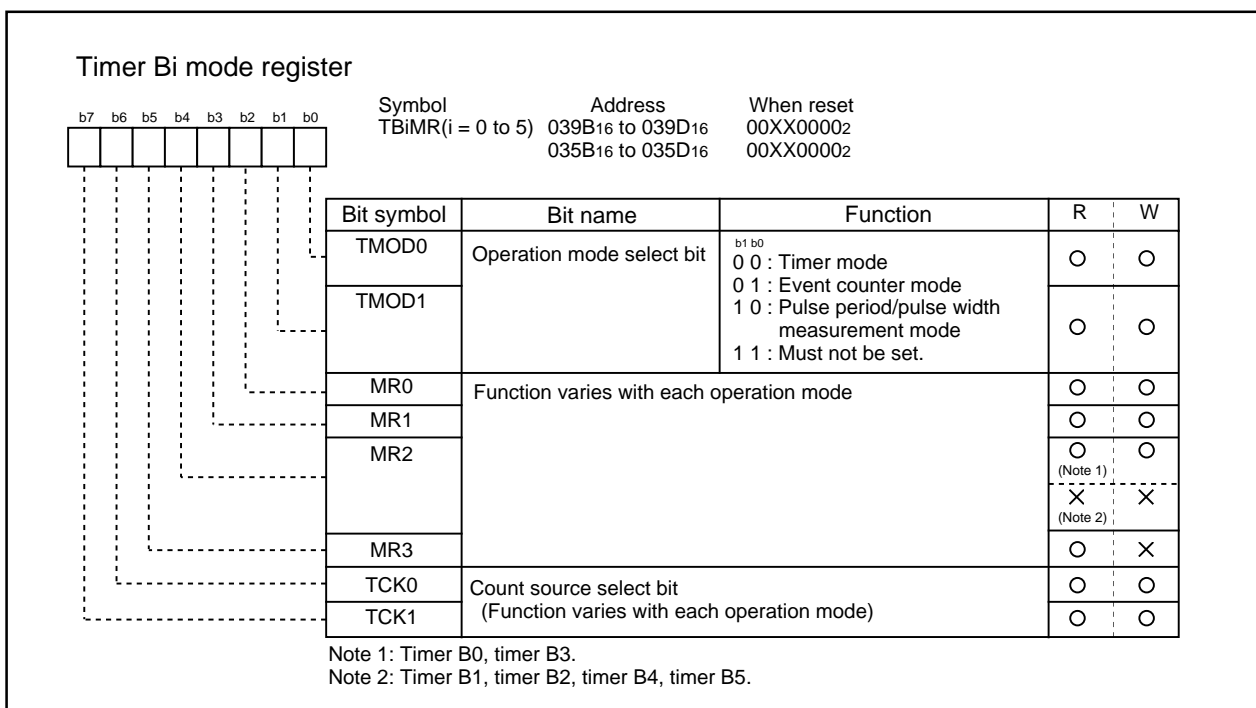 Timer Bi mode register
Symbol Address When reset
TBiMR(i = 0 to 5) 039B16 to 039D16 00XX00002
035B16 to 035D16 00XX00002
b7 b6 b5 b4 b3 b2 b1 b0
Bit symbol Bit name Function R W
TMOD0 Operation mode select bit
b1 b0
0 0 : Timer mode
0 1 : Event counter mode
TMOD1
1 0 : Pulse period/pulse width
measurement mode
1 1 : Must not be set.
MR0 Function varies with each operation mode
MR1
MR2
(Note 1)
(Note 2)
MR3
TCK0 Count source select bit
TCK1 (Function varies with each operation mode)
Note 1: Timer B0, timer B3.
Note 2: Timer B1, timer B2, timer B4, timer B5.